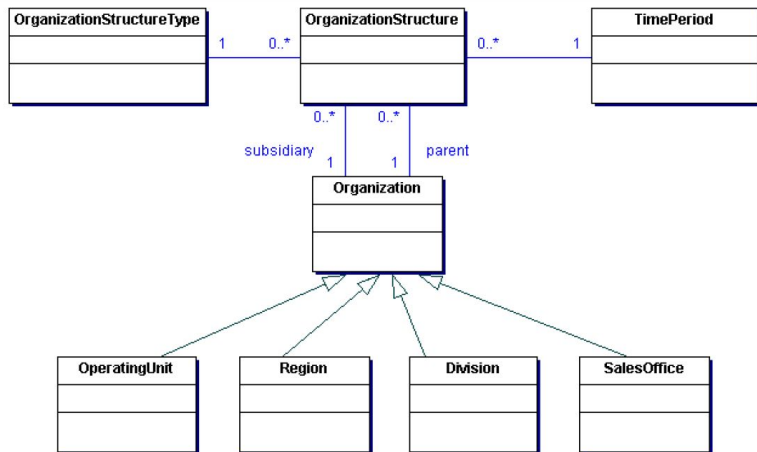 OrganizationStructureType
OrganizationStructure
TimePeriod
1
0..*
0..*
1
0..*
0..*
subsidiary
parent
1
1
Organization
OperatingUnit
Region
Division
SalesOffice